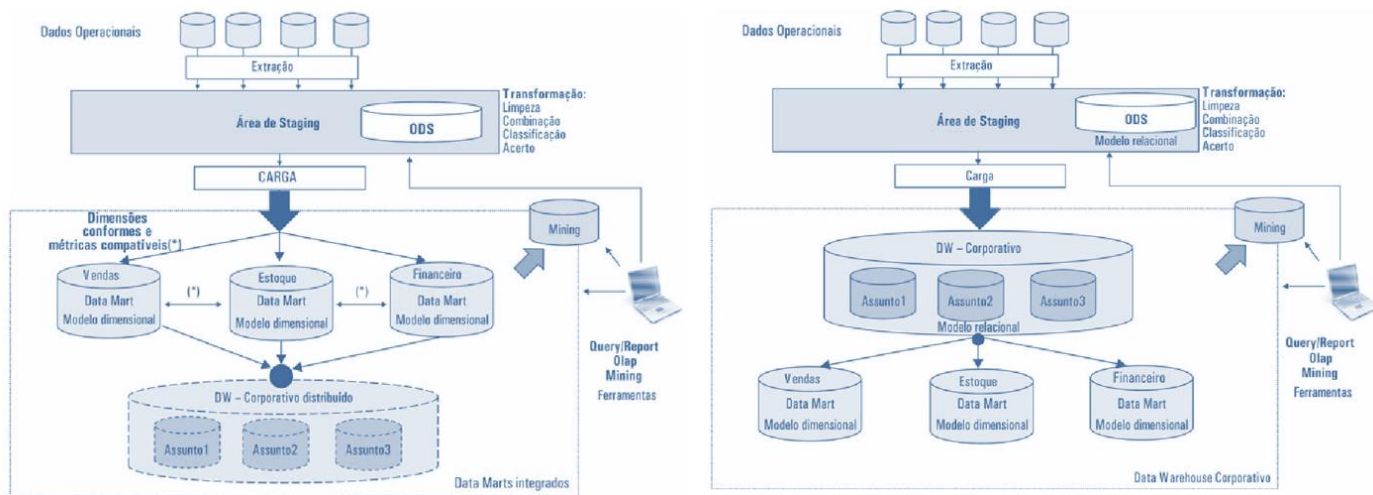 Dados Operacionais
Extração
Área de Staging
ODS
Transformação:
Limpeza
Combinação
Classificação
Acerto
CARGA
Dimensões
conformes e
métricas compatíveis(*)
Mining
Vendas
Data Mart
Modelo dimensional
(*)
Estoque
Data Mart
Modelo dimensional
(*)
Financeiro
Data Mart
Modelo dimensional
Query/Report
Olap
Mining
Ferramentas
DW – Corporativo distribuído
Assunto1
Assunto2
Assunto3
Data Marts integrados
Dados Operacionais
Extração
Área de Staging
ODS
Modelo relacional
Transformação:
Limpeza
Combinação
Classificação
Acerto
Carga
Mining
DW – Corporativo
Assunto1
Assunto2
Assunto3
Modelo relacional
Query/Report
Olap
Mining
Ferramentas
Vendas
Data Mart
Modelo dimensional
Estoque
Data Mart
Modelo dimensional
Financeiro
Data Mart
Modelo dimensional
Data Warehouse Corporativo